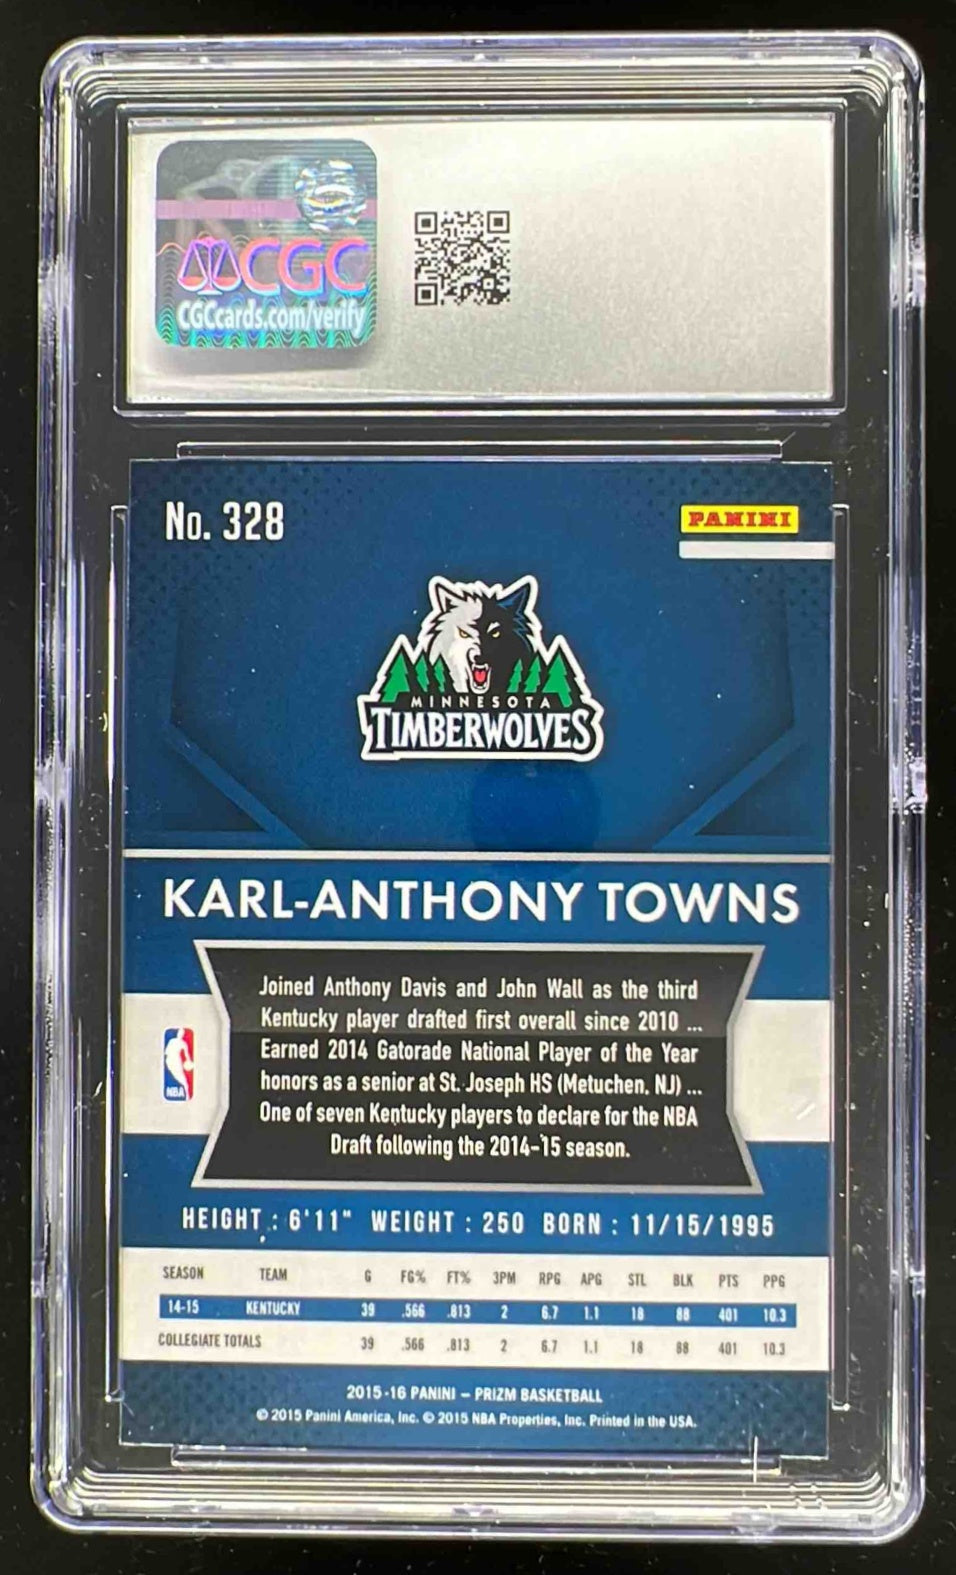 CGC
CGCcards.com/verify
No. 328
PANINI
MINNESOTA
TIMBERWOLVES
KARL-ANTHONY TOWNS
Joined Anthony Davis and John Wall as the third
Kentucky player drafted first overall since 2010 ...
Earned 2014 Gatorade National Player of the Year
honors as a senior at St. Joseph HS (Metuchen, NJ) ...
One of seven Kentucky players to declare for the NBA
Draft following the 2014-15 season.
NBA
HEIGHT : 6'11" WEIGHT : 250 BORN : 11/15/1995
SEASON TEAM G FG% FT% 3PM RPG APG STL BLK PTS PPG
14-15 KENTUCKY 39 .566 .813 2 6.7 1.1 18 88 401 10.3
COLLEGIATE TOTALS 39 .566 .813 2 6.7 1.1 18 88 401 10.3
2015-16 PANINI – PRIZM BASKETBALL
© 2015 Panini America, Inc. © 2015 NBA Properties, Inc. Printed in the USA.